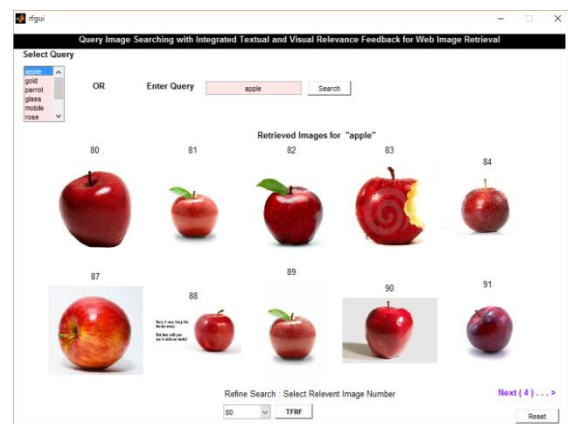 rfgui
Query Image Searching with Integrated Textual and Visual Relevance Feedback for Web Image Retrieval
Select Query
apple
gold
parrot
glass
mobile
rose
OR
Enter Query
apple
Search
Retrieved Images for "apple"
80
81
82
83
84
87
88
89
90
91
Refine Search : Select Relevent Image Number
80
TFRF
Next ( 4 ) . . . >
Reset